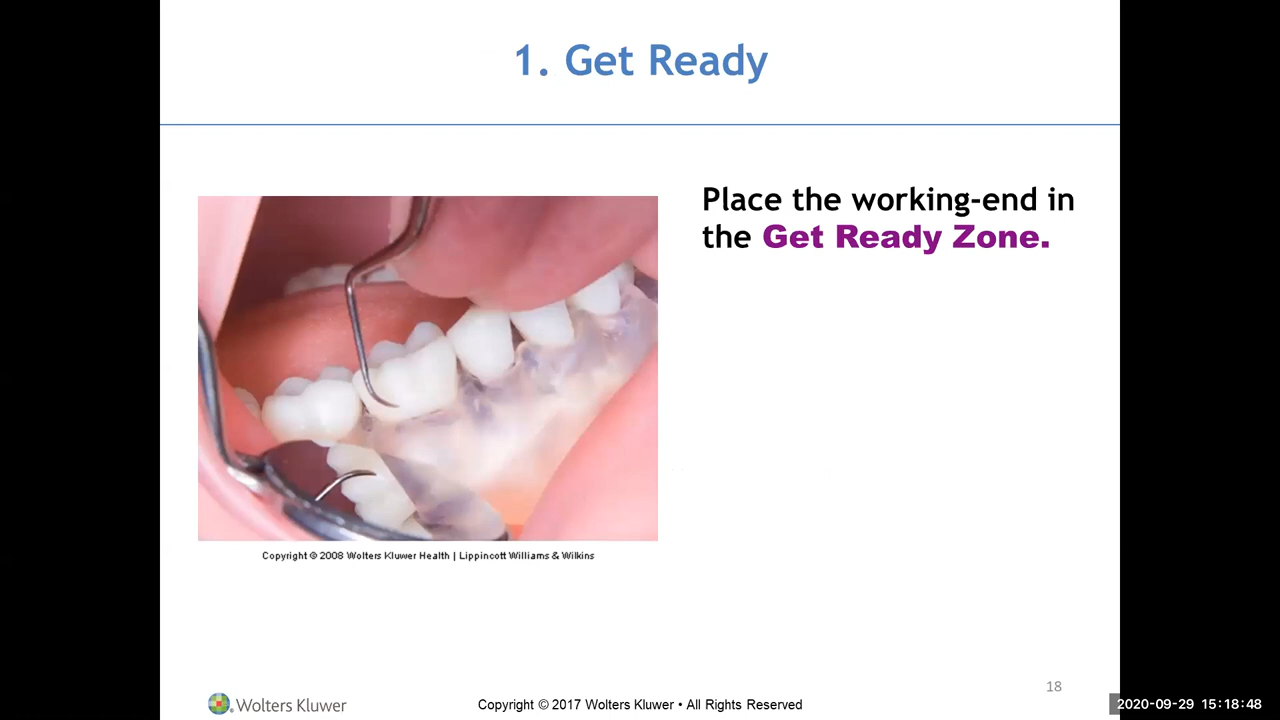 1. Get Ready
Place the working-end in
the Get Ready Zone.
Copyright © 2008 Wolters Kluwer Health | Lippincott Williams & Wilkins
18
Wolters Kluwer
Copyright © 2017 Wolters Kluwer • All Rights Reserved
2020-09-29 15:18:48